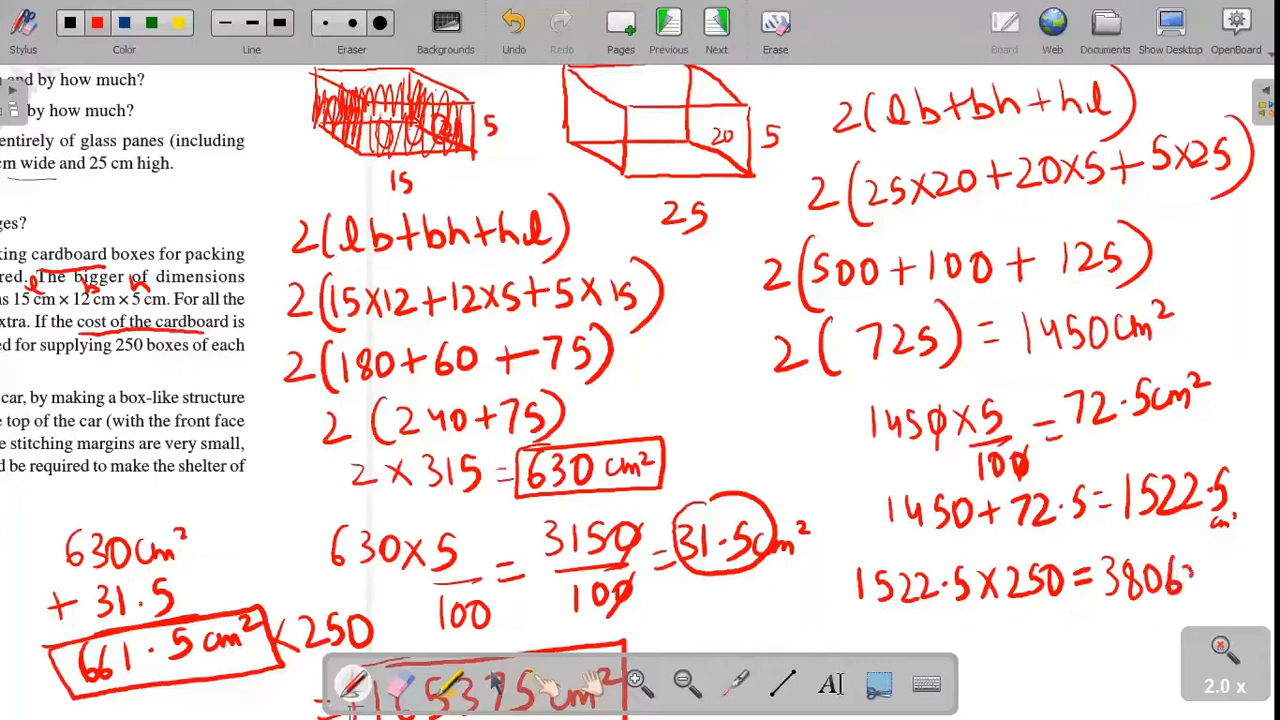 Stylus
Color
Line
Eraser
Backgrounds
Undo
Redo
Pages
Previous
Next
Erase
Board
Web
Documents
Show Desktop
OpenBoard
and by how much?
by how much?
entirely of glass panes (including
cm wide and 25 cm high.
ges?
king cardboard boxes for packing
red. The bigger of dimensions
l b h
s 15 cm × 12 cm × 5 cm. For all the
xtra. If the cost of the cardboard is
ed for supplying 250 boxes of each
car, by making a box-like structure
e top of the car (with the front face
e stitching margins are very small,
d be required to make the shelter of
5
15
2(lb+bh+hl)
2(15×12+12×5+5×15)
2(180+60+75)
2 (240+75)
2×315 = 630 cm²
630×5/100 = 3150/100 = 31.5cm²
630cm²
+ 31.5
661.5 cm² ×250
= 165375cm²
20
5
25
2(lb+bh+hl)
2(25×20+20×5+5×25)
2(500+100+125)
2(725) = 1450cm²
1450×5/100 = 72.5cm²
1450+72.5=1522.5
cm²
1522.5×250=3806
2.0 x